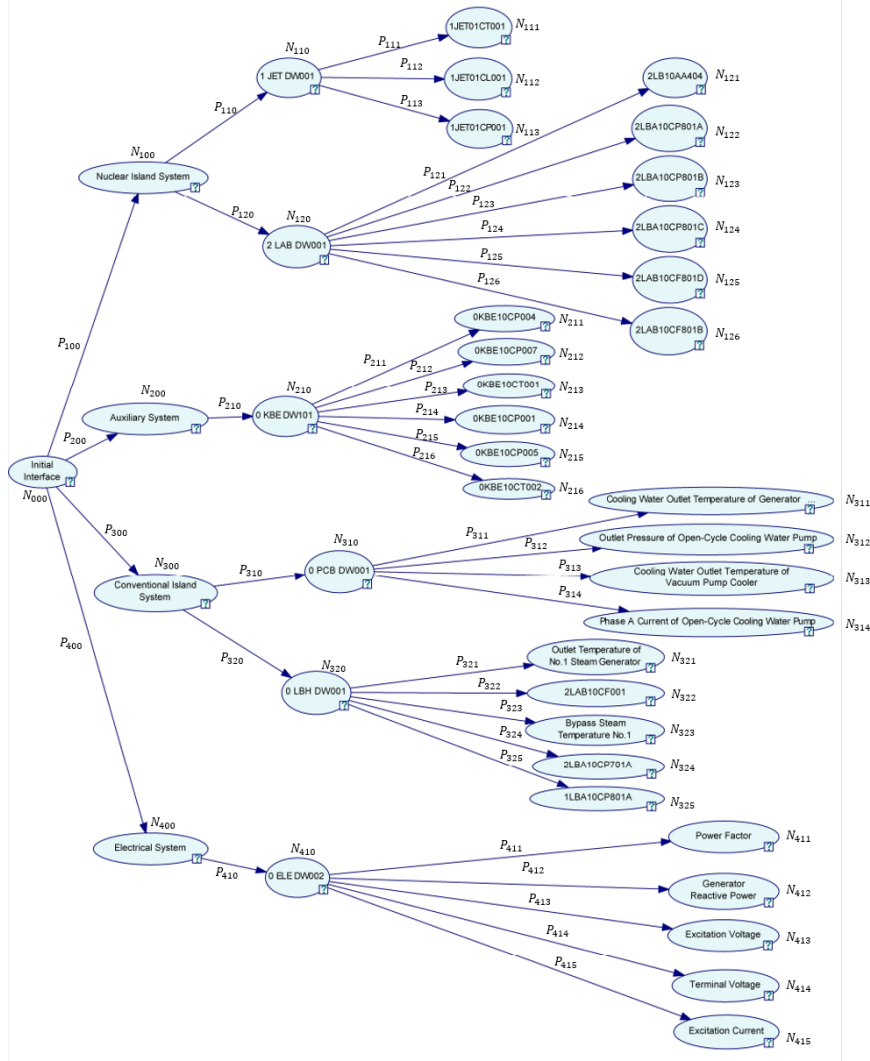 1JET01CT001
N₁₁₁
P₁₁₁
N₁₁₀
1 JET DW001
P₁₁₂
1JET01CL001
N₁₁₂
P₁₁₃
1JET01CP001
N₁₁₃
P₁₁₀
N₁₀₀
Nuclear Island System
P₁₂₀
N₁₂₀
2 LAB DW001
P₁₂₁
2LB10AA404
N₁₂₁
P₁₂₂
2LBA10CP801A
N₁₂₂
P₁₂₃
2LBA10CP801B
N₁₂₃
P₁₂₄
2LBA10CP801C
N₁₂₄
P₁₂₅
2LAB10CF801D
N₁₂₅
P₁₂₆
2LAB10CF801B
N₁₂₆
P₁₀₀
0KBE10CP004
N₂₁₁
P₂₁₁
0KBE10CP007
N₂₁₂
P₂₁₂
N₂₀₀
Auxiliary System
P₂₁₀
N₂₁₀
0 KBE DW101
P₂₁₃
0KBE10CT001
N₂₁₃
P₂₁₄
0KBE10CP001
N₂₁₄
P₂₁₅
0KBE10CP005
N₂₁₅
P₂₁₆
0KBE10CT002
N₂₁₆
P₂₀₀
Initial
Interface
N₀₀₀
P₃₀₀
N₃₀₀
Conventional Island
System
P₃₁₀
N₃₁₀
0 PCB DW001
P₃₁₁
Cooling Water Outlet Temperature of Generator ...
N₃₁₁
P₃₁₂
Outlet Pressure of Open-Cycle Cooling Water Pump
N₃₁₂
P₃₁₃
Cooling Water Outlet Temperature of
Vacuum Pump Cooler
N₃₁₃
P₃₁₄
Phase A Current of Open-Cycle Cooling Water Pump
N₃₁₄
P₄₀₀
P₃₂₀
N₃₂₀
0 LBH DW001
P₃₂₁
Outlet Temperature of
No.1 Steam Generator
N₃₂₁
P₃₂₂
2LAB10CF001
N₃₂₂
P₃₂₃
Bypass Steam
Temperature No.1
N₃₂₃
P₃₂₄
2LBA10CP701A
N₃₂₄
P₃₂₅
1LBA10CP801A
N₃₂₅
N₄₀₀
Electrical System
P₄₁₀
N₄₁₀
0 ELE DW002
P₄₁₁
Power Factor
N₄₁₁
P₄₁₂
Generator
Reactive Power
N₄₁₂
P₄₁₃
Excitation Voltage
N₄₁₃
P₄₁₄
Terminal Voltage
N₄₁₄
P₄₁₅
Excitation Current
N₄₁₅